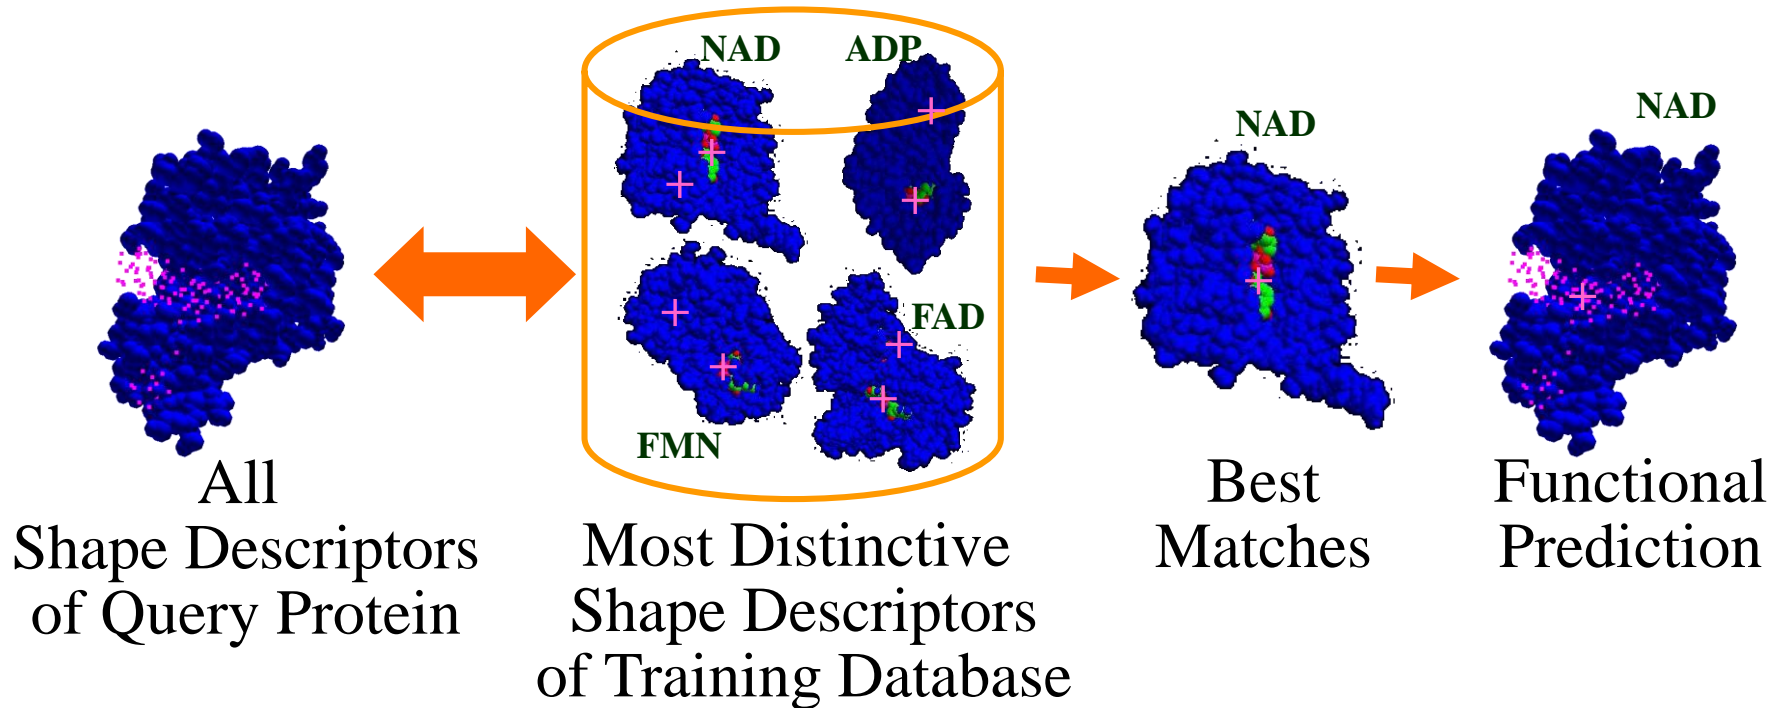 NAD
ADP
FMN
FAD
NAD
NAD
All
Shape Descriptors
of Query Protein
Most Distinctive
Shape Descriptors
of Training Database
Best
Matches
Functional
Prediction